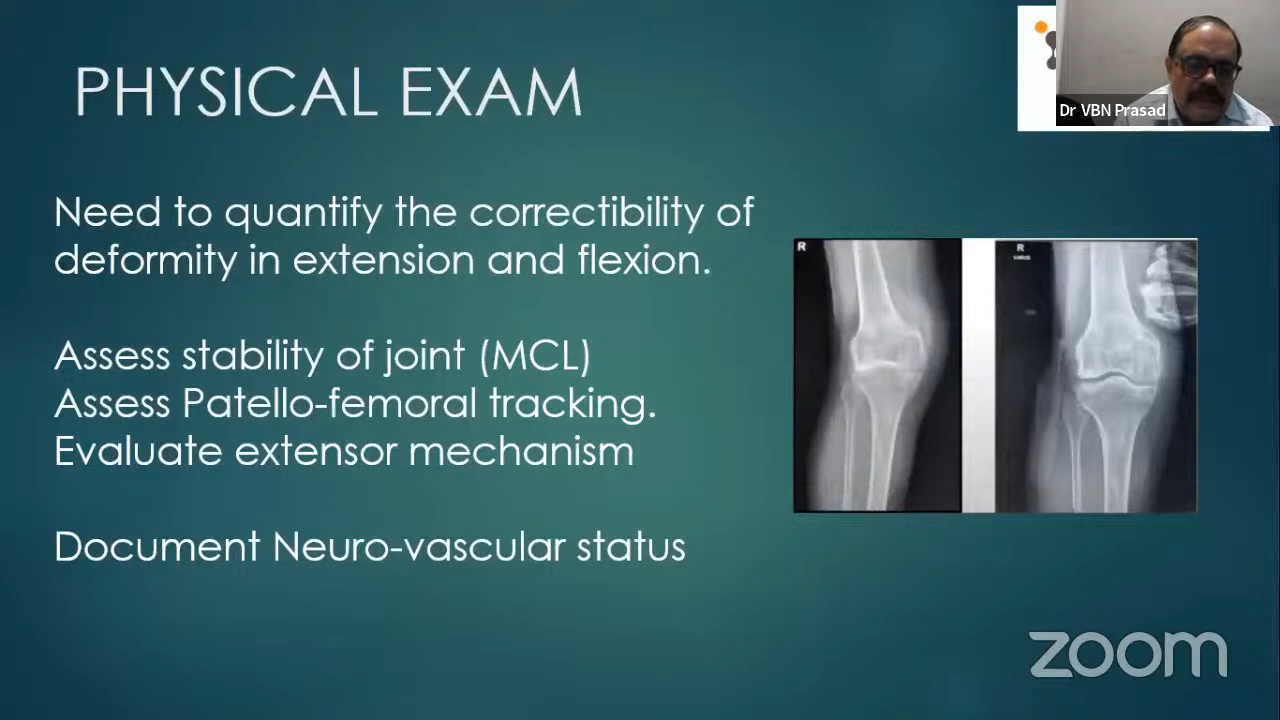 PHYSICAL EXAM
Dr VBN Prasad
Need to quantify the correctibility of
deformity in extension and flexion.
Assess stability of joint (MCL)
Assess Patello-femoral tracking.
Evaluate extensor mechanism
Document Neuro-vascular status
R
R
zoom